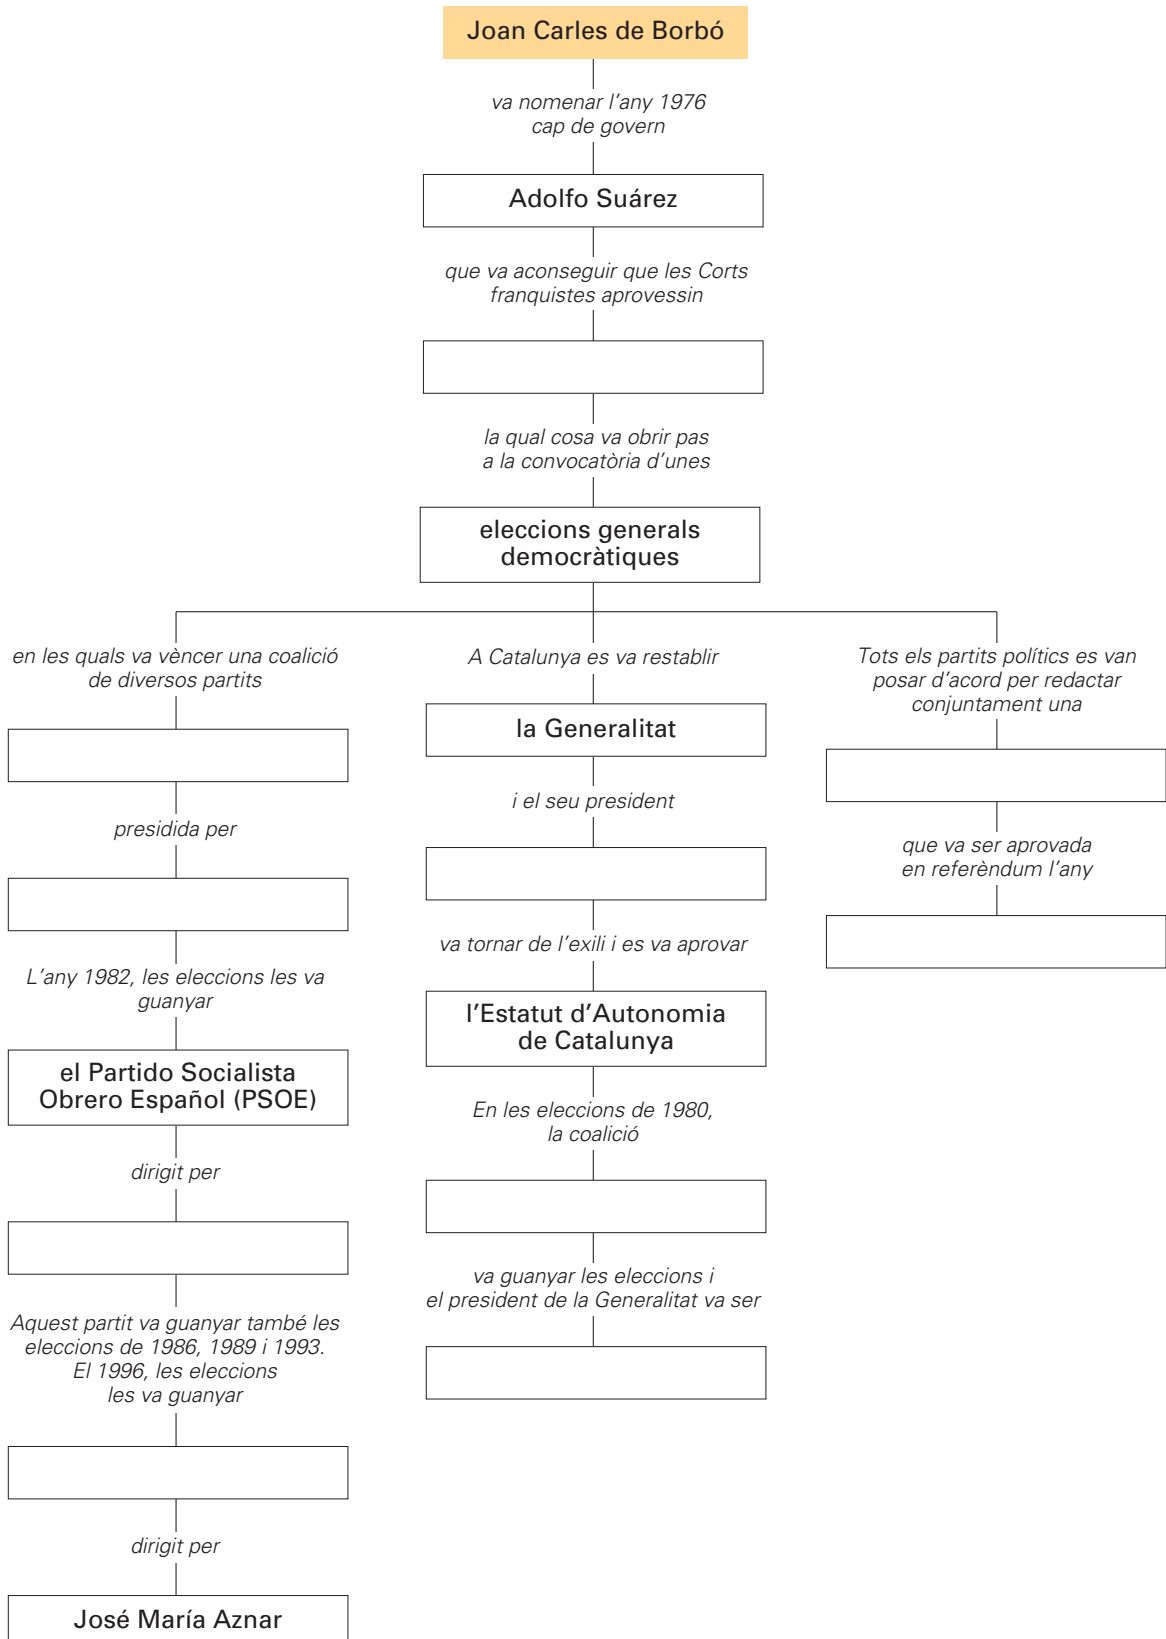 Joan Carles de Borbó
va nomenar l’any 1976
cap de govern
Adolfo Suárez
que va aconseguir que les Corts
franquistes aprovessin
la qual cosa va obrir pas
a la convocatòria d’unes
eleccions generals
democràtiques
en les quals va vèncer una coalició
de diversos partits
presidida per
L’any 1982, les eleccions les va
guanyar
el Partido Socialista
Obrero Español (PSOE)
dirigit per
Aquest partit va guanyar també les
eleccions de 1986, 1989 i 1993.
El 1996, les eleccions
les va guanyar
dirigit per
José María Aznar
A Catalunya es va restablir
la Generalitat
i el seu president
va tornar de l’exili i es va aprovar
l’Estatut d’Autonomia
de Catalunya
En les eleccions de 1980,
la coalició
va guanyar les eleccions i
el president de la Generalitat va ser
Tots els partits polítics es van
posar d’acord per redactar
conjuntament una
que va ser aprovada
en referèndum l’any